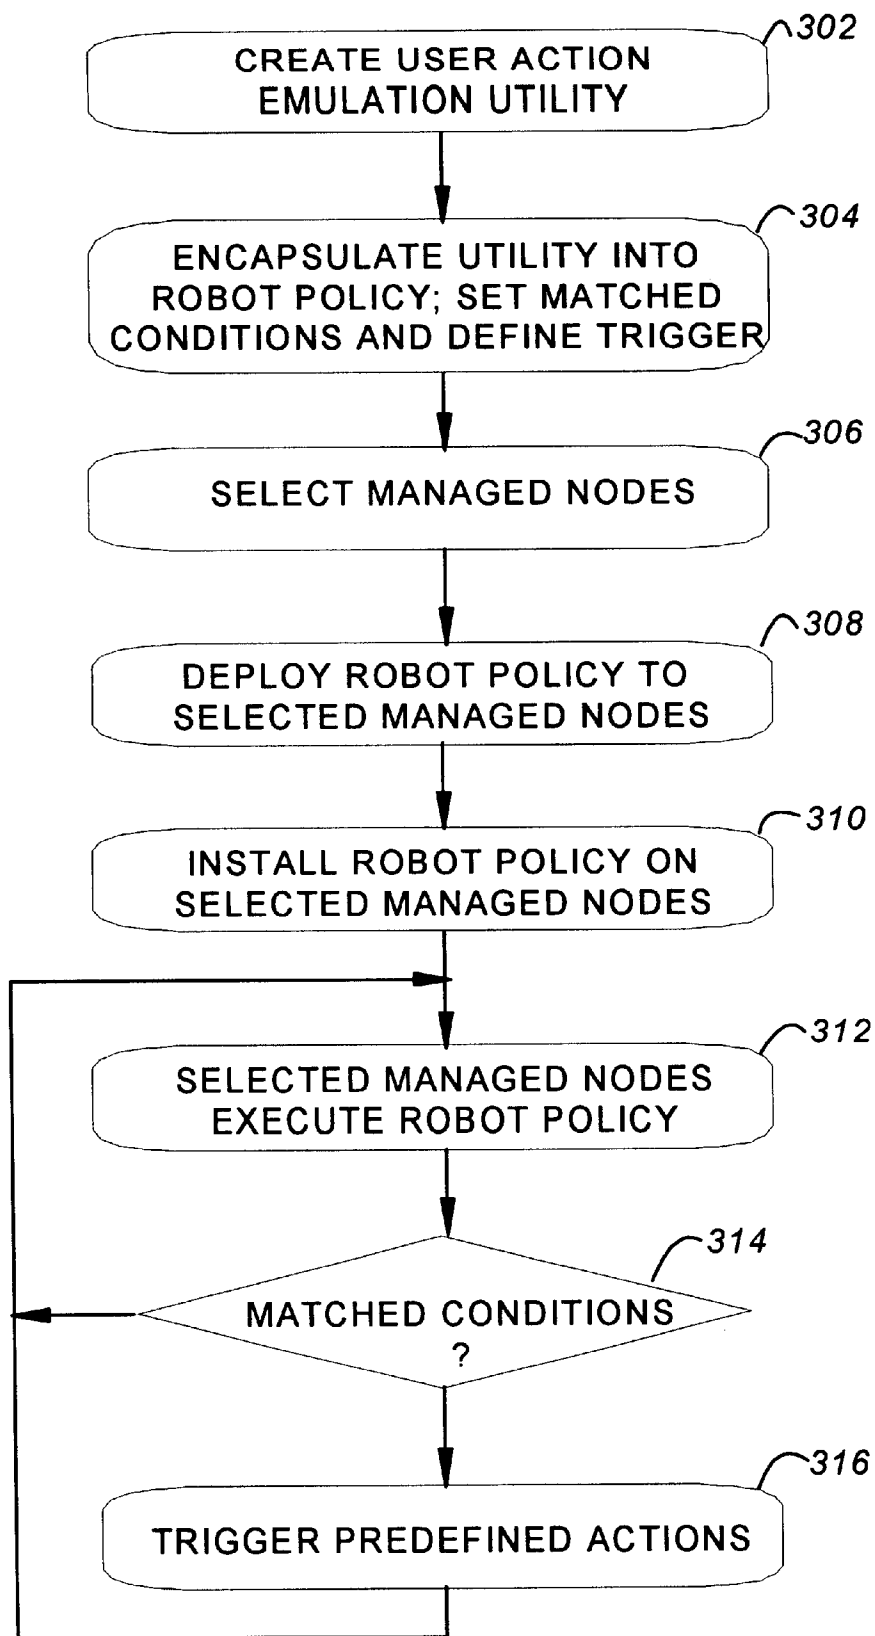 302
CREATE USER ACTION
EMULATION UTILITY
304
ENCAPSULATE UTILITY INTO
ROBOT POLICY; SET MATCHED
CONDITIONS AND DEFINE TRIGGER
306
SELECT MANAGED NODES
308
DEPLOY ROBOT POLICY TO
SELECTED MANAGED NODES
310
INSTALL ROBOT POLICY ON
SELECTED MANAGED NODES
312
SELECTED MANAGED NODES
EXECUTE ROBOT POLICY
314
MATCHED CONDITIONS
?
316
TRIGGER PREDEFINED ACTIONS